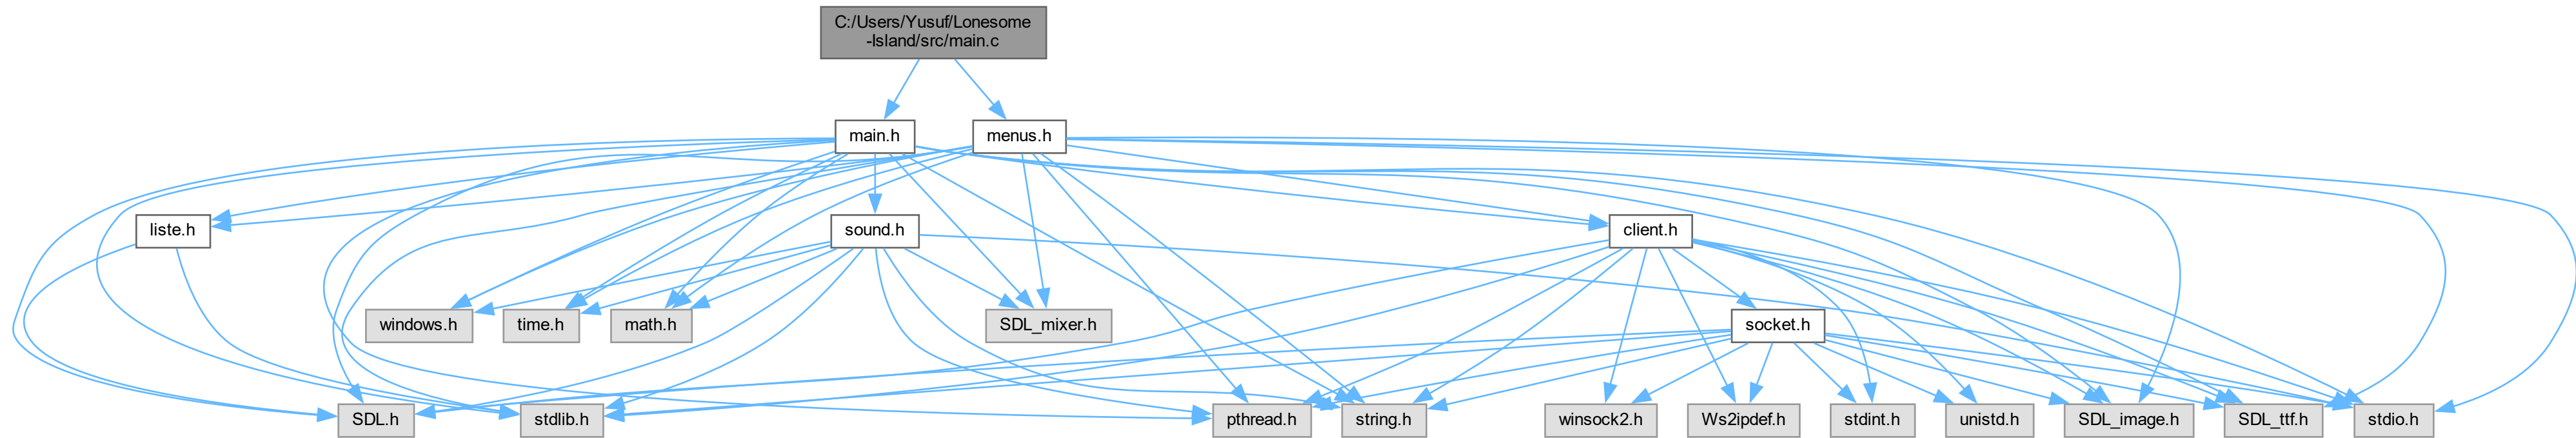 C:/Users/Yusuf/Lonesome
-Island/src/main.c
main.h
menus.h
liste.h
sound.h
client.h
windows.h
time.h
math.h
SDL_mixer.h
socket.h
SDL.h
stdlib.h
pthread.h
string.h
winsock2.h
Ws2ipdef.h
stdint.h
unistd.h
SDL_image.h
SDL_ttf.h
stdio.h